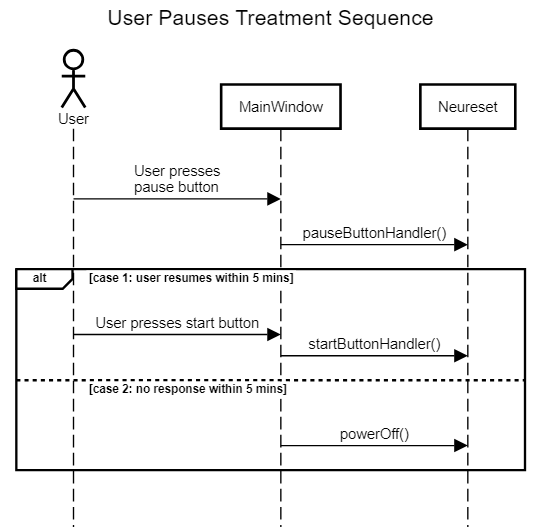 User Pauses Treatment Sequence
User
MainWindow
Neureset
User presses
pause button
pauseButtonHandler()
alt
[case 1: user resumes within 5 mins]
User presses start button
startButtonHandler()
[case 2: no response within 5 mins]
powerOff()